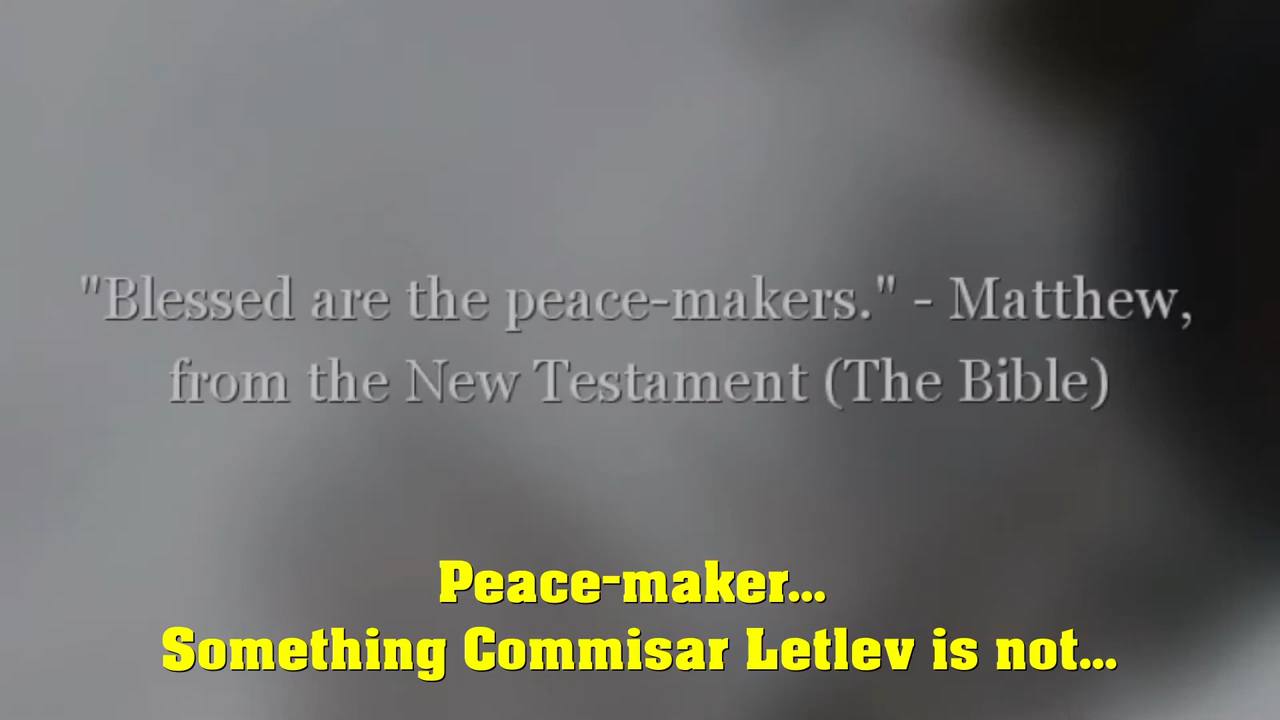 "Blessed are the peace-makers." - Matthew,
from the New Testament (The Bible)
Peace-maker...
Something Commisar Letlev is not...